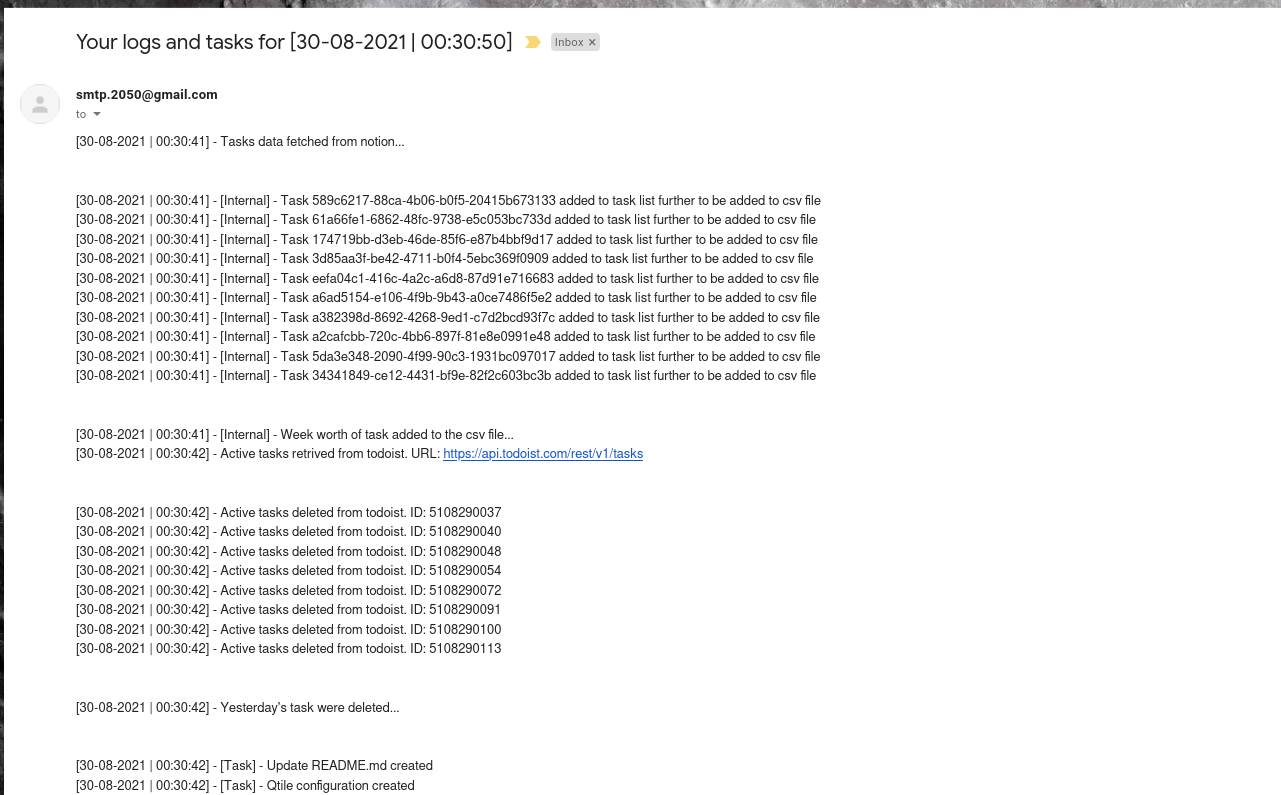 Your logs and tasks for [30-08-2021 | 00:30:50] Inbox ×
smtp.2050@gmail.com
to
[30-08-2021 | 00:30:41] - Tasks data fetched from notion...
[30-08-2021 | 00:30:41] - [Internal] - Task 589c6217-88ca-4b06-b0f5-20415b673133 added to task list further to be added to csv file
[30-08-2021 | 00:30:41] - [Internal] - Task 61a66fe1-6862-48fc-9738-e5c053bc733d added to task list further to be added to csv file
[30-08-2021 | 00:30:41] - [Internal] - Task 174719bb-d3eb-46de-85f6-e87b4bbf9d17 added to task list further to be added to csv file
[30-08-2021 | 00:30:41] - [Internal] - Task 3d85aa3f-be42-4711-b0f4-5ebc369f0909 added to task list further to be added to csv file
[30-08-2021 | 00:30:41] - [Internal] - Task eefa04c1-416c-4a2c-a6d8-87d91e716683 added to task list further to be added to csv file
[30-08-2021 | 00:30:41] - [Internal] - Task a6ad5154-e106-4f9b-9b43-a0ce7486f5e2 added to task list further to be added to csv file
[30-08-2021 | 00:30:41] - [Internal] - Task a382398d-8692-4268-9ed1-c7d2bcd93f7c added to task list further to be added to csv file
[30-08-2021 | 00:30:41] - [Internal] - Task a2cafcbb-720c-4bb6-897f-81e8e0991e48 added to task list further to be added to csv file
[30-08-2021 | 00:30:41] - [Internal] - Task 5da3e348-2090-4f99-90c3-1931bc097017 added to task list further to be added to csv file
[30-08-2021 | 00:30:41] - [Internal] - Task 34341849-ce12-4431-bf9e-82f2c603bc3b added to task list further to be added to csv file
[30-08-2021 | 00:30:41] - [Internal] - Week worth of task added to the csv file...
[30-08-2021 | 00:30:42] - Active tasks retrived from todoist. URL: https://api.todoist.com/rest/v1/tasks
[30-08-2021 | 00:30:42] - Active tasks deleted from todoist. ID: 5108290037
[30-08-2021 | 00:30:42] - Active tasks deleted from todoist. ID: 5108290040
[30-08-2021 | 00:30:42] - Active tasks deleted from todoist. ID: 5108290048
[30-08-2021 | 00:30:42] - Active tasks deleted from todoist. ID: 5108290054
[30-08-2021 | 00:30:42] - Active tasks deleted from todoist. ID: 5108290072
[30-08-2021 | 00:30:42] - Active tasks deleted from todoist. ID: 5108290091
[30-08-2021 | 00:30:42] - Active tasks deleted from todoist. ID: 5108290100
[30-08-2021 | 00:30:42] - Active tasks deleted from todoist. ID: 5108290113
[30-08-2021 | 00:30:42] - Yesterday's task were deleted...
[30-08-2021 | 00:30:42] - [Task] - Update README.md created
[30-08-2021 | 00:30:42] - [Task] - Qtile configuration created